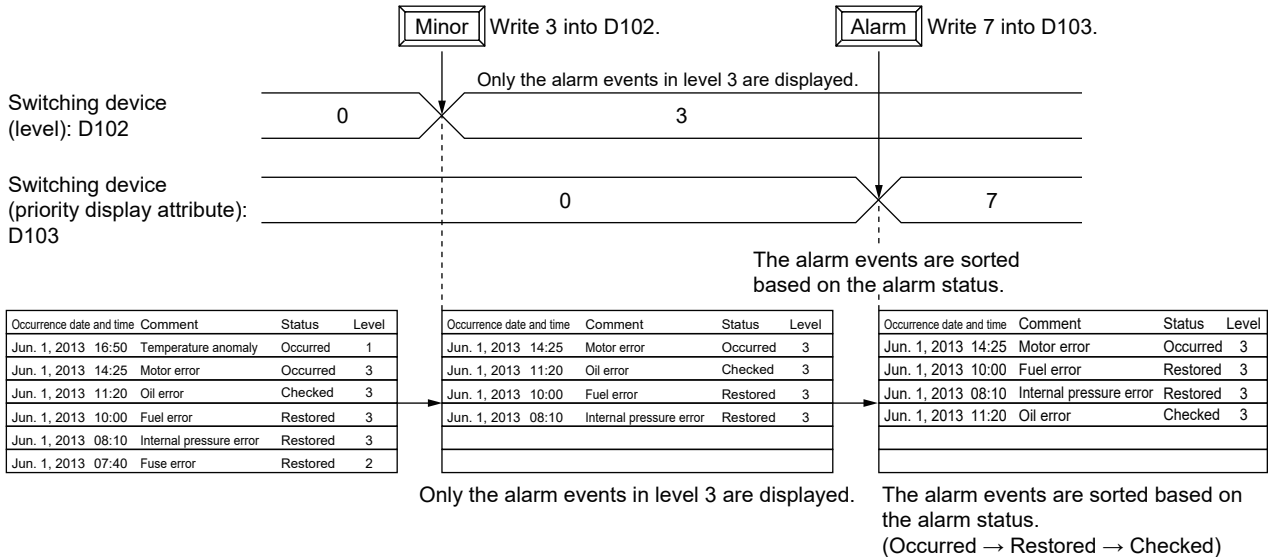 Minor Write 3 into D102.
Alarm Write 7 into D103.
Only the alarm events in level 3 are displayed.
Switching device
(level): D102
0
3
Switching device
(priority display attribute):
D103
0
7
The alarm events are sorted
based on the alarm status.
Occurrence date and time Comment Status Level
Jun. 1, 2013 16:50 Temperature anomaly Occurred 1
Jun. 1, 2013 14:25 Motor error Occurred 3
Jun. 1, 2013 11:20 Oil error Checked 3
Jun. 1, 2013 10:00 Fuel error Restored 3
Jun. 1, 2013 08:10 Internal pressure error Restored 3
Jun. 1, 2013 07:40 Fuse error Restored 2
Occurrence date and time Comment Status Level
Jun. 1, 2013 14:25 Motor error Occurred 3
Jun. 1, 2013 11:20 Oil error Checked 3
Jun. 1, 2013 10:00 Fuel error Restored 3
Jun. 1, 2013 08:10 Internal pressure error Restored 3
Occurrence date and time Comment Status Level
Jun. 1, 2013 14:25 Motor error Occurred 3
Jun. 1, 2013 10:00 Fuel error Restored 3
Jun. 1, 2013 08:10 Internal pressure error Restored 3
Jun. 1, 2013 11:20 Oil error Checked 3
Only the alarm events in level 3 are displayed.
The alarm events are sorted based on
the alarm status.
(Occurred → Restored → Checked)